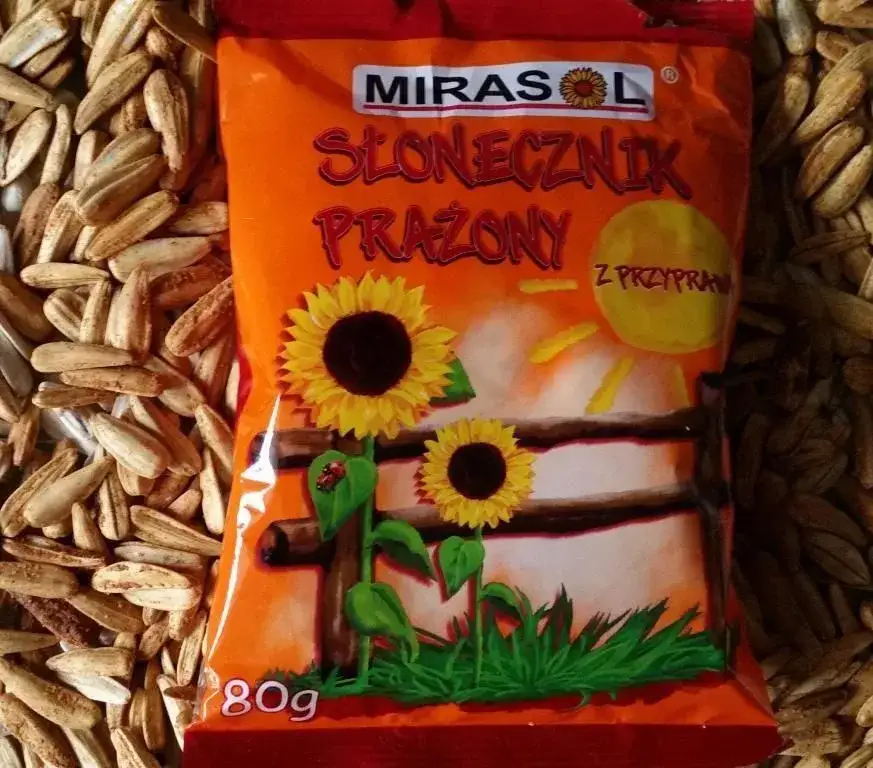 MIRASOL®
SŁONECZNIK
PRAŻONY
Z
80g